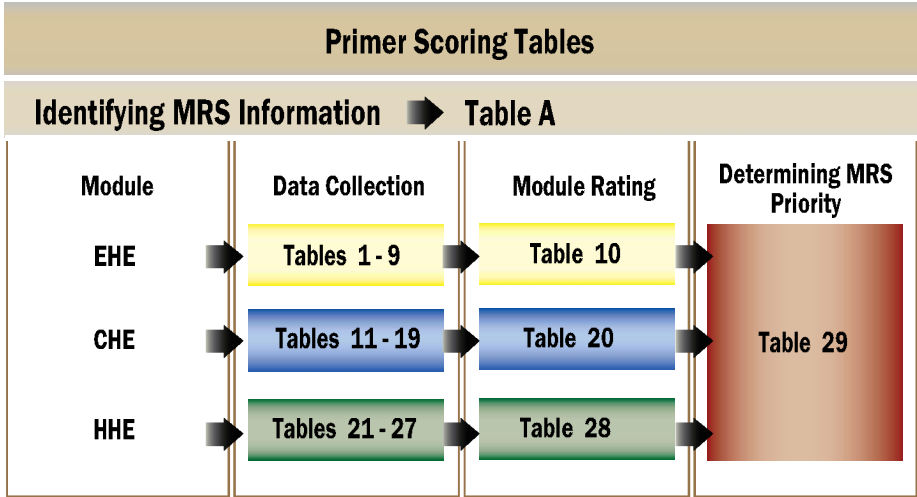 Primer Scoring Tables
Identifying MRS Information Table A
Module
Data Collection
Module Rating
Determining MRS
Priority
EHE
Tables 1 - 9
Table 10
CHE
Tables 11 - 19
Table 20
HHE
Tables 21 - 27
Table 28
Table 29